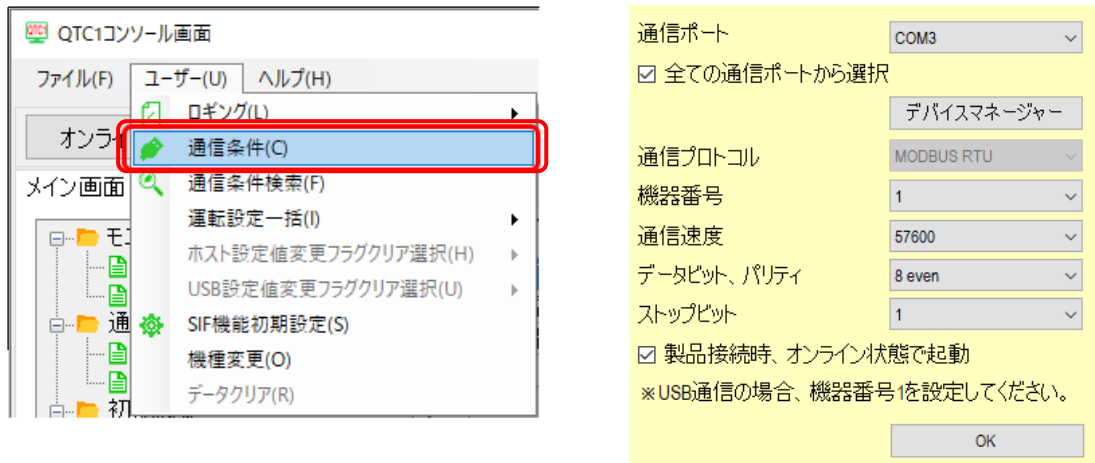 QTC1コンソール画面
ファイル(F) ユーザー(U) ヘルプ(H)
ロギング(L)
オンラ
通信条件(C)
メイン画面
通信条件検索(F)
運転設定一括(I)
モ
ホスト設定値変更フラグクリア選択(H)
USB設定値変更フラグクリア選択(U)
通
SIF機能初期設定(S)
機種変更(O)
データクリア(R)
初
通信ポート COM3
全ての通信ポートから選択
デバイスマネージャー
通信プロトコル MODBUS RTU
機器番号 1
通信速度 57600
データビット、パリティ 8 even
ストップビット 1
製品接続時、オンライン状態で起動
※USB通信の場合、機器番号1を設定してください。
OK